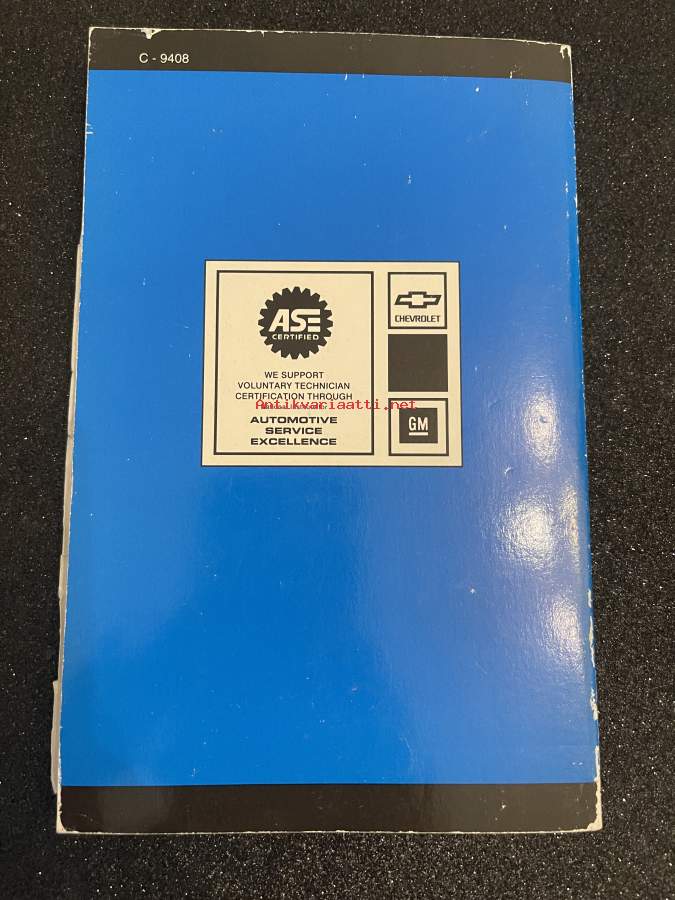 C - 9408
ASE
CERTIFIED
WE SUPPORT
VOLUNTARY TECHNICIAN
CERTIFICATION THROUGH
Antikvariaatti.net
AUTOMOTIVE
SERVICE
EXCELLENCE
CHEVROLET
GM